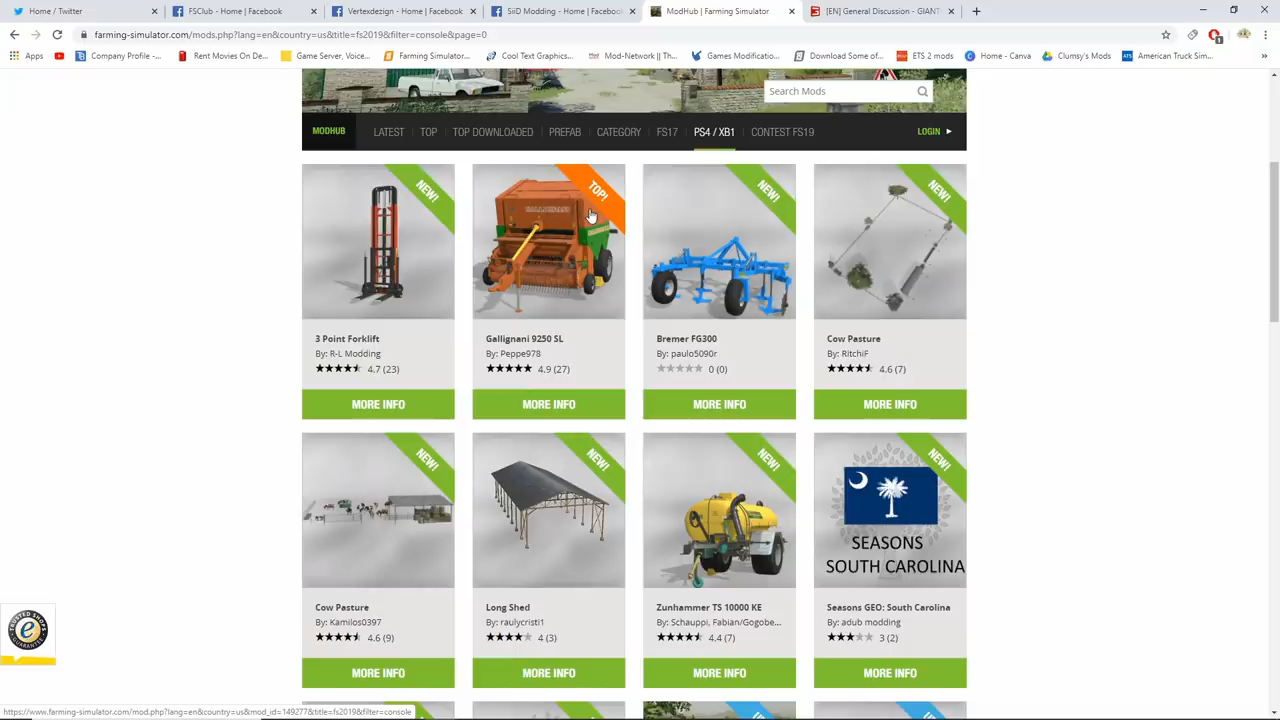 Home / Twitter
FSClub - Home | Facebook
Vertexdezign - Home | Facebook
SiiD Modding - Home | Facebook
ModHub | Farming Simulator
[EN] General Discussion - GIANT
farming-simulator.com/mods.php?lang=en&country=us&title=fs2019&filter=console&page=0
Apps
Company Profile -...
Rent Movies On De...
Game Server, Voice...
Farming Simulator...
Cool Text Graphics...
Mod-Network || Th...
Games Modificatio...
Download Some of...
ETS 2 mods
Home - Canva
Clumsy's Mods
American Truck Sim...
Search Mods
MODHUB
LATEST
TOP
TOP DOWNLOADED
PREFAB
CATEGORY
FS17
PS4 / XB1
CONTEST FS19
LOGIN
NEW!
TOP!
NEW!
NEW!
GALLIGNANI
3 Point Forklift
By: R-L Modding
4.7 (23)
MORE INFO
Gallignani 9250 SL
By: Peppe978
4.9 (27)
MORE INFO
Bremer FG300
By: paulo5090r
0 (0)
MORE INFO
Cow Pasture
By: RitchiF
4.6 (7)
MORE INFO
NEW!
NEW!
NEW!
NEW!
SEASONS
SOUTH CAROLINA
Cow Pasture
By: Kamilos0397
4.6 (9)
MORE INFO
Long Shed
By: raulycristi1
4 (3)
MORE INFO
Zunhammer TS 10000 KE
By: Schauppi, Fabian/Gogobe...
4.4 (7)
MORE INFO
Seasons GEO: South Carolina
By: adub modding
3 (2)
MORE INFO
https://www.farming-simulator.com/mod.php?lang=en&country=us&mod_id=149277&title=fs2019&filter=console